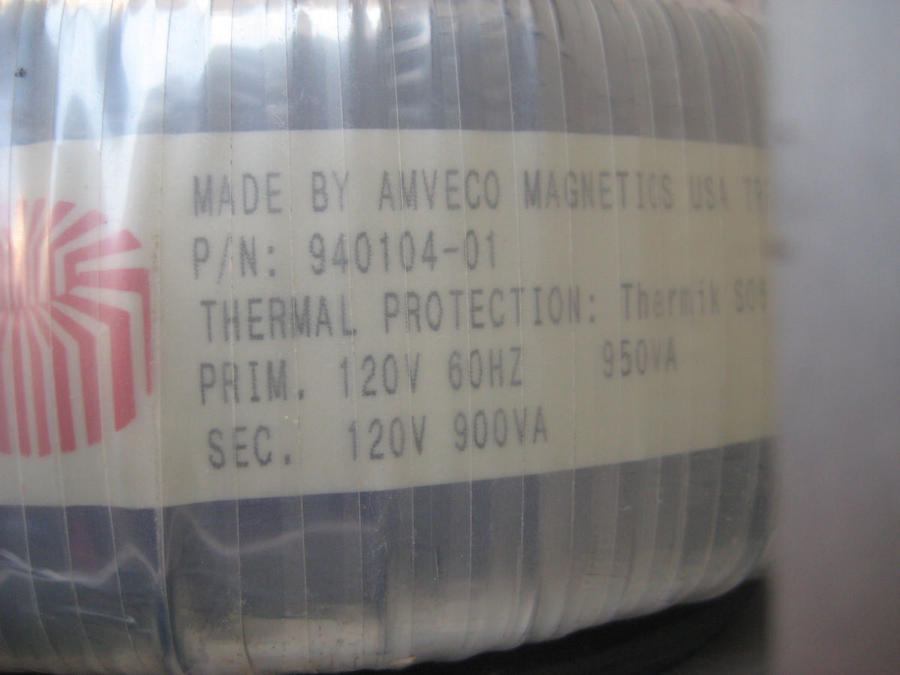 MADE BY AMVECO MAGNETICS USA
P/N: 940104-01
THERMAL PROTECTION: Thermik
PRIM. 120V 60HZ 950VA
SEC. 120V 900VA